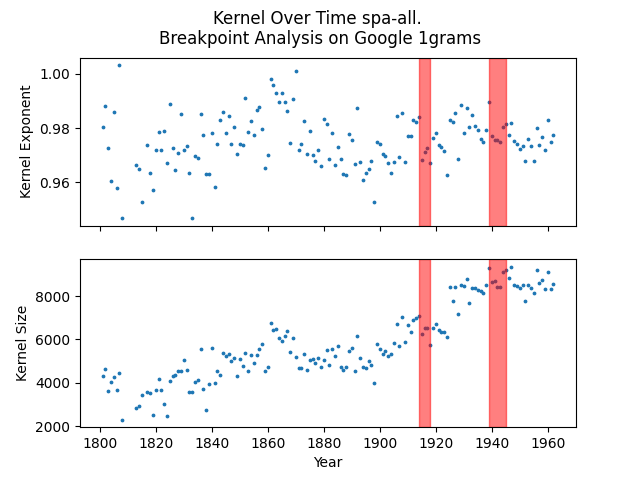 Kernel Over Time spa-all.
Breakpoint Analysis on Google 1grams
Kernel Exponent
1.00
0.98
0.96
Kernel Size
8000
6000
4000
2000
1800 1820 1840 1860 1880 1900 1920 1940 1960
Year